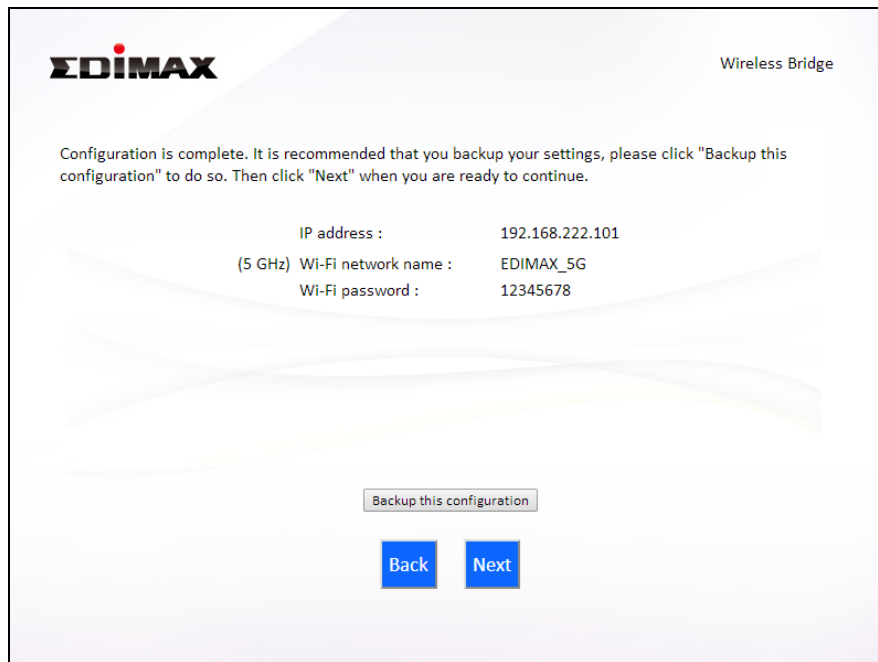 EDIMAX
Wireless Bridge
Configuration is complete. It is recommended that you backup your settings, please click "Backup this
configuration" to do so. Then click "Next" when you are ready to continue.
IP address : 192.168.222.101
(5 GHz) Wi-Fi network name : EDIMAX_5G
Wi-Fi password : 12345678
Backup this configuration
Back Next